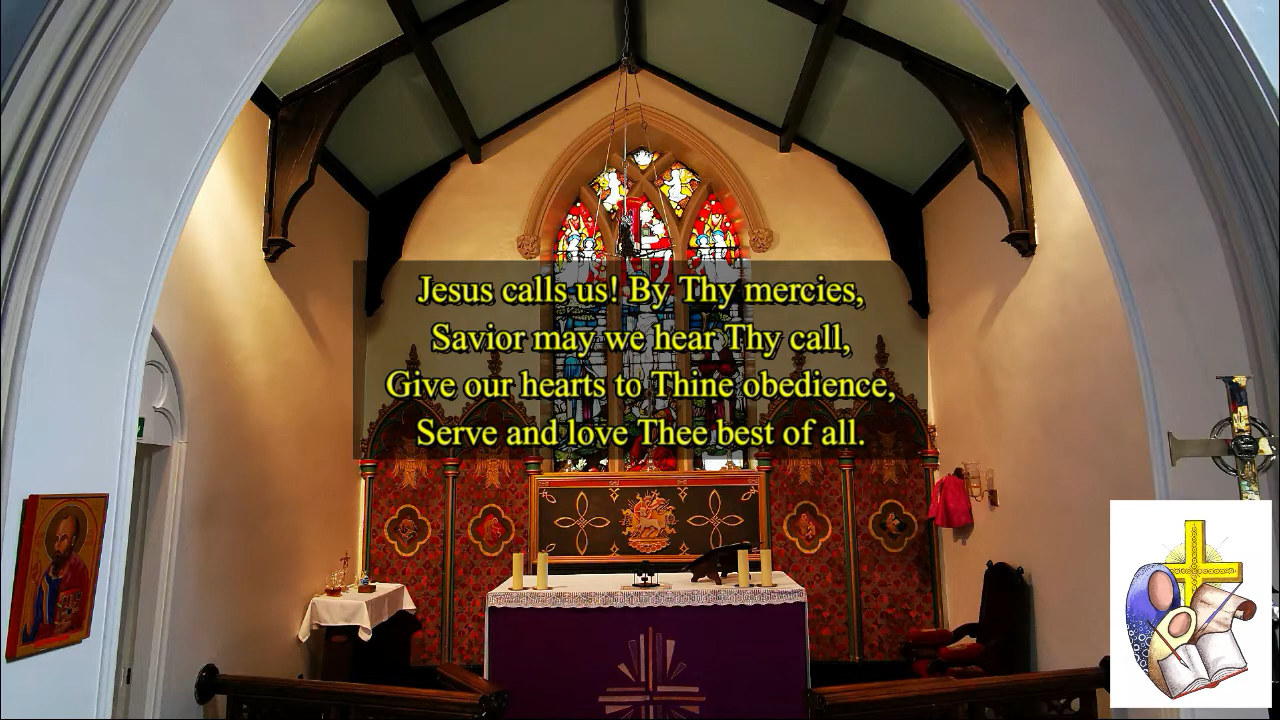 Jesus calls us! By Thy mercies,
Savior may we hear Thy call,
Give our hearts to Thine obedience,
Serve and love Thee best of all.